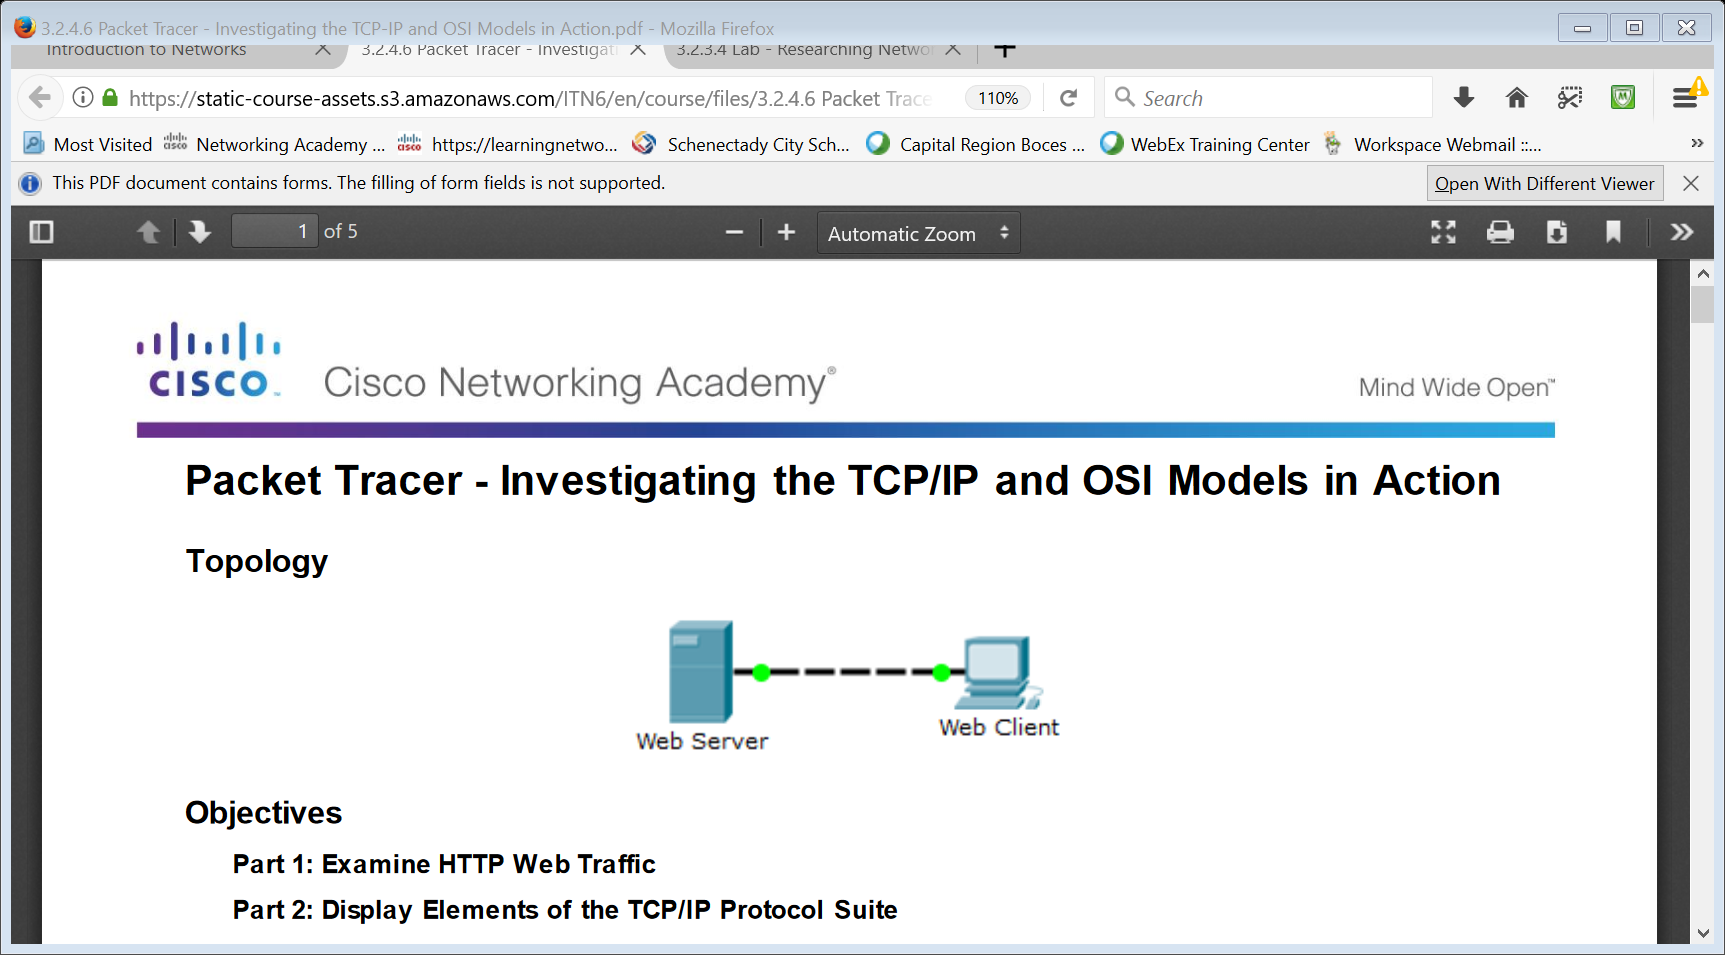 3.2.4.6 Packet Tracer - Investigating the TCP-IP and OSI Models in Action.pdf - Mozilla Firefox
Introduction to Networks 3.2.4.6 Packet Tracer - Investigati 3.2.3.4 Lab - Researching Netwo
https://static-course-assets.s3.amazonaws.com/ITN6/en/course/files/3.2.4.6 Packet Trace 110% Search
Most Visited Networking Academy ... https://learningnetwo... Schenectady City Sch... Capital Region Boces ... WebEx Training Center Workspace Webmail ::... »
This PDF document contains forms. The filling of form fields is not supported. Open With Different Viewer
1 of 5 Automatic Zoom
CISCO™ Cisco Networking Academy® Mind Wide Open™
Packet Tracer - Investigating the TCP/IP and OSI Models in Action
Topology
Web Server
Web Client
Objectives
Part 1: Examine HTTP Web Traffic
Part 2: Display Elements of the TCP/IP Protocol Suite